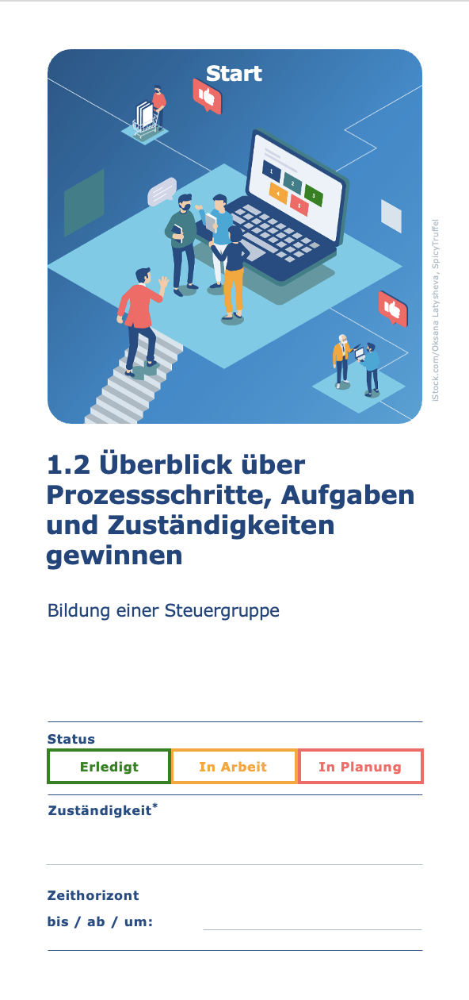 Start
1
2
3
4
5
iStock.com/Oksana Latysheva, SpicyTruffel
1.2 Überblick über
Prozessschritte, Aufgaben
und Zuständigkeiten
gewinnen
Bildung einer Steuergruppe
Status
Erledigt
In Arbeit
In Planung
Zuständigkeit*
Zeithorizont
bis / ab / um: